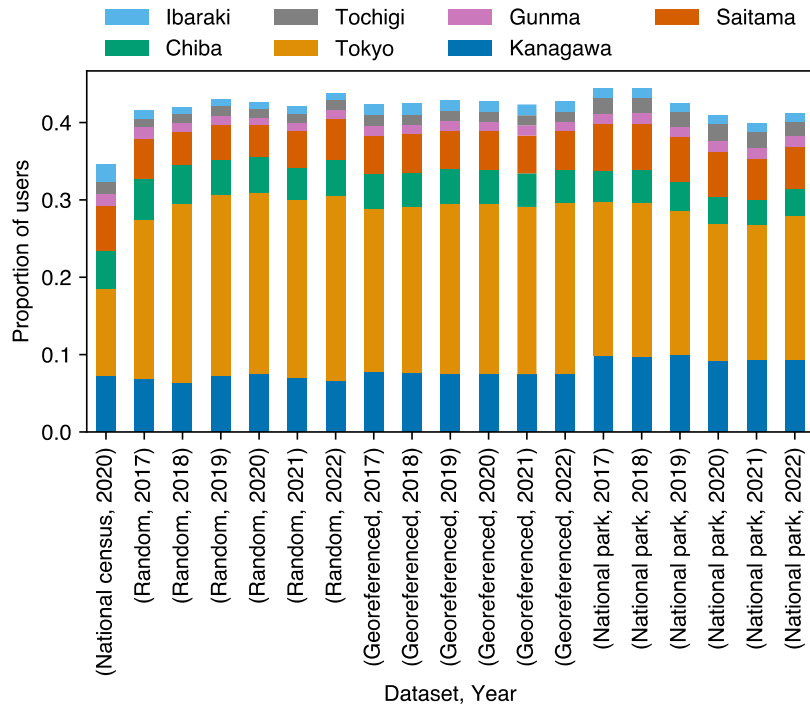 Ibaraki Tochigi Gunma Saitama
Chiba Tokyo Kanagawa
Proportion of users
0.4
0.3
0.2
0.1
0.0
(National census, 2020)
(Random, 2017)
(Random, 2018)
(Random, 2019)
(Random, 2020)
(Random, 2021)
(Random, 2022)
(Georeferenced, 2017)
(Georeferenced, 2018)
(Georeferenced, 2019)
(Georeferenced, 2020)
(Georeferenced, 2021)
(Georeferenced, 2022)
(National park, 2017)
(National park, 2018)
(National park, 2019)
(National park, 2020)
(National park, 2021)
(National park, 2022)
Dataset, Year